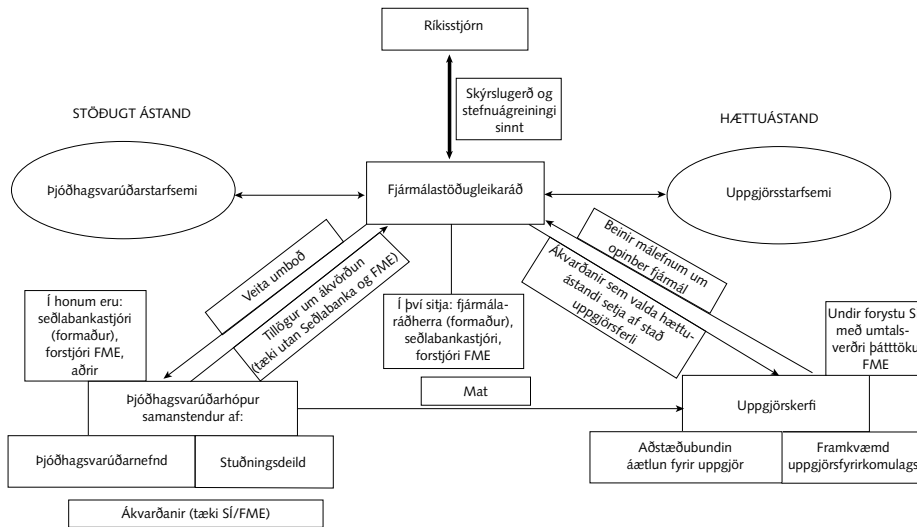 Ríkisstjórn
Skýrslugerð og
stefnuágreiningi
sinnt
STÖÐUGT ÁSTAND
HÆTTUÁSTAND
Þjóðhagsvarúðarstarfsemi
Fjármálastöðugleikaráð
Uppgjörsstarfsemi
Veita umboð
Tillögur um ákvörðun
(tæki utan Seðlabanka og FME)
Í því sitja: fjármála-
ráðherra (formaður),
seðlabankastjóri,
forstjóri FME
Beinir málefnum um
opinber fjármál
Ákvarðanir sem valda hættu-
ástandi setja af stað
uppgjörsferli
Í honum eru:
seðlabankastjóri
(formaður),
forstjóri FME,
aðrir
Undir forystu SÍ
með umtals-
verðri þátttöku
FME
Mat
Þjóðhagsvarúðarhópur
samanstendur af:
Uppgjörskerfi
Þjóðhagsvarúðarnefnd
Stuðningsdeild
Aðstæðubundin
áætlun fyrir uppgjör
Framkvæmd
uppgjörsfyrirkomulags
Ákvarðanir (tæki SÍ/FME)